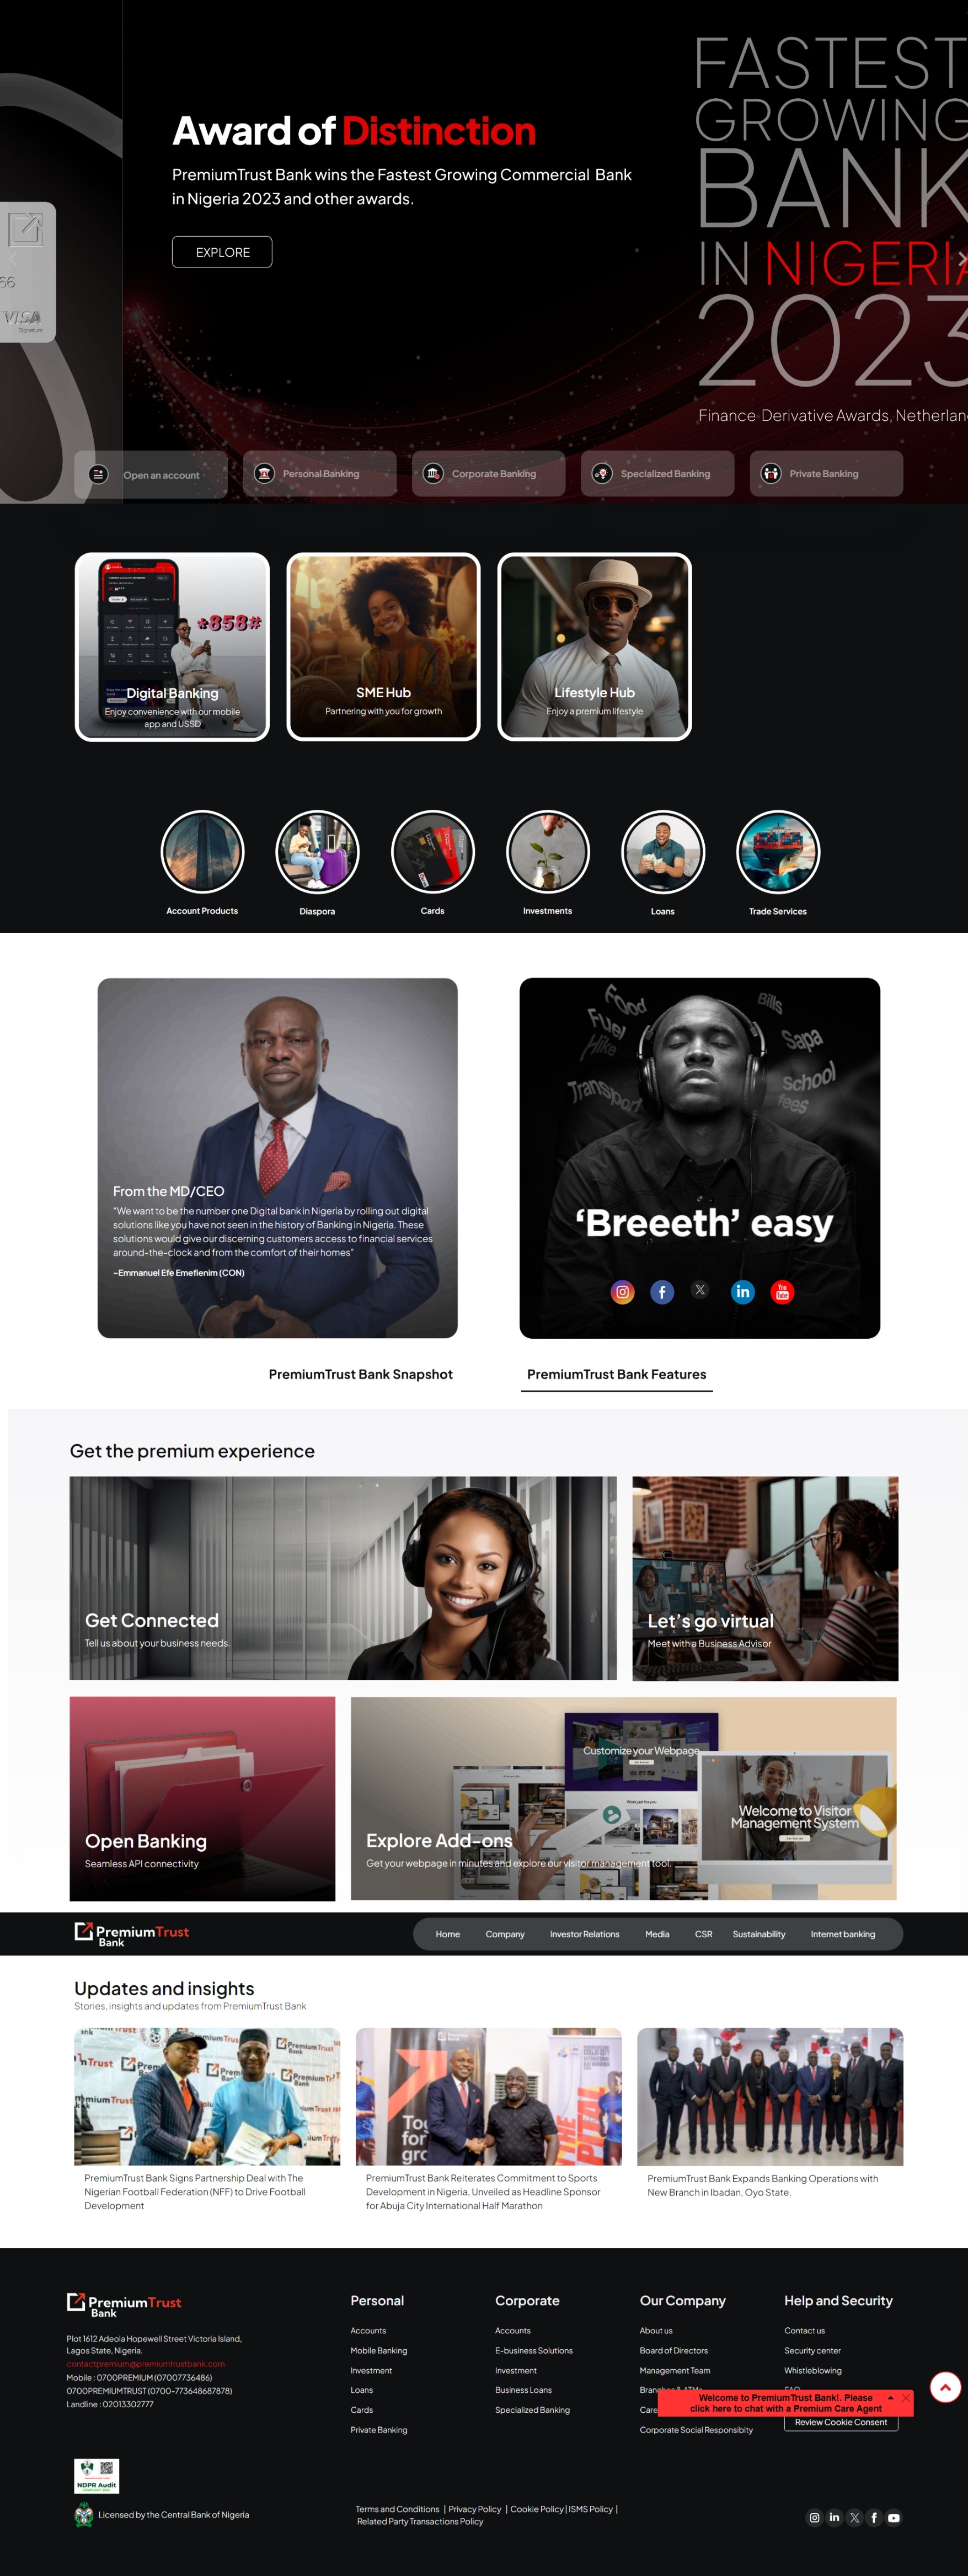 FASTEST
GROWING
BANK
IN NIGERIA
2023
Finance Derivative Awards, Netherlan
Award of Distinction
PremiumTrust Bank wins the Fastest Growing Commercial Bank
in Nigeria 2023 and other awards.
EXPLORE
66
VISA
Signature
Open an account
Personal Banking
Corporate Banking
Specialized Banking
Private Banking
*858#
Digital Banking
Enjoy convenience with our mobile
app and USSD
SME Hub
Partnering with you for growth
Lifestyle Hub
Enjoy a premium lifestyle
Account Products
Diaspora
Cards
Investments
Loans
Trade Services
From the MD/CEO
"We want to be the number one Digital bank in Nigeria by rolling out digital
solutions like you have not seen in the history of Banking in Nigeria. These
solutions would give our discerning customers access to financial services
around-the-clock and from the comfort of their homes"
~Emmanuel Efe Emefienim (CON)
Food
Bills
Fuel
Hike
Sapa
Transport
School
fees
‘Breeeth’ easy
PremiumTrust Bank Snapshot
PremiumTrust Bank Features
Get the premium experience
Get Connected
Tell us about your business needs.
Let’s go virtual
Meet with a Business Advisor
Open Banking
Seamless API connectivity
Customize your Webpage
Welcome to Visitor
Management System
Explore Add-ons
Get your webpage in minutes and explore our visitor management tool.
PremiumTrust
Bank
Home
Company
Investor Relations
Media
CSR
Sustainability
Internet banking
Updates and insights
Stories, insights and updates from PremiumTrust Bank
PremiumTrust Bank Signs Partnership Deal with The
Nigerian Football Federation (NFF) to Drive Football
Development
PremiumTrust Bank Reiterates Commitment to Sports
Development in Nigeria, Unveiled as Headline Sponsor
for Abuja City International Half Marathon
PremiumTrust Bank Expands Banking Operations with
New Branch in Ibadan, Oyo State.
PremiumTrust
Bank
Plot 1612 Adeola Hopewell Street Victoria Island,
Lagos State, Nigeria.
contactpremium@premiumtrustbank.com
Mobile : 0700PREMIUM (07007736486)
0700PREMIUMTRUST (0700-773648687878)
Landline : 02013302777
Personal
Accounts
Mobile Banking
Investment
Loans
Cards
Private Banking
Corporate
Accounts
E-business Solutions
Investment
Business Loans
Specialized Banking
Our Company
About us
Board of Directors
Management Team
Branches & ATMs
Care
Corporate Social Responsibity
Help and Security
Contact us
Security center
Whistleblowing
FAQ
Welcome to PremiumTrust Bank!. Please
click here to chat with a Premium Care Agent
Review Cookie Consent
NDPR Audit
Licensed by the Central Bank of Nigeria
Terms and Conditions | Privacy Policy | Cookie Policy | ISMS Policy |
Related Party Transactions Policy